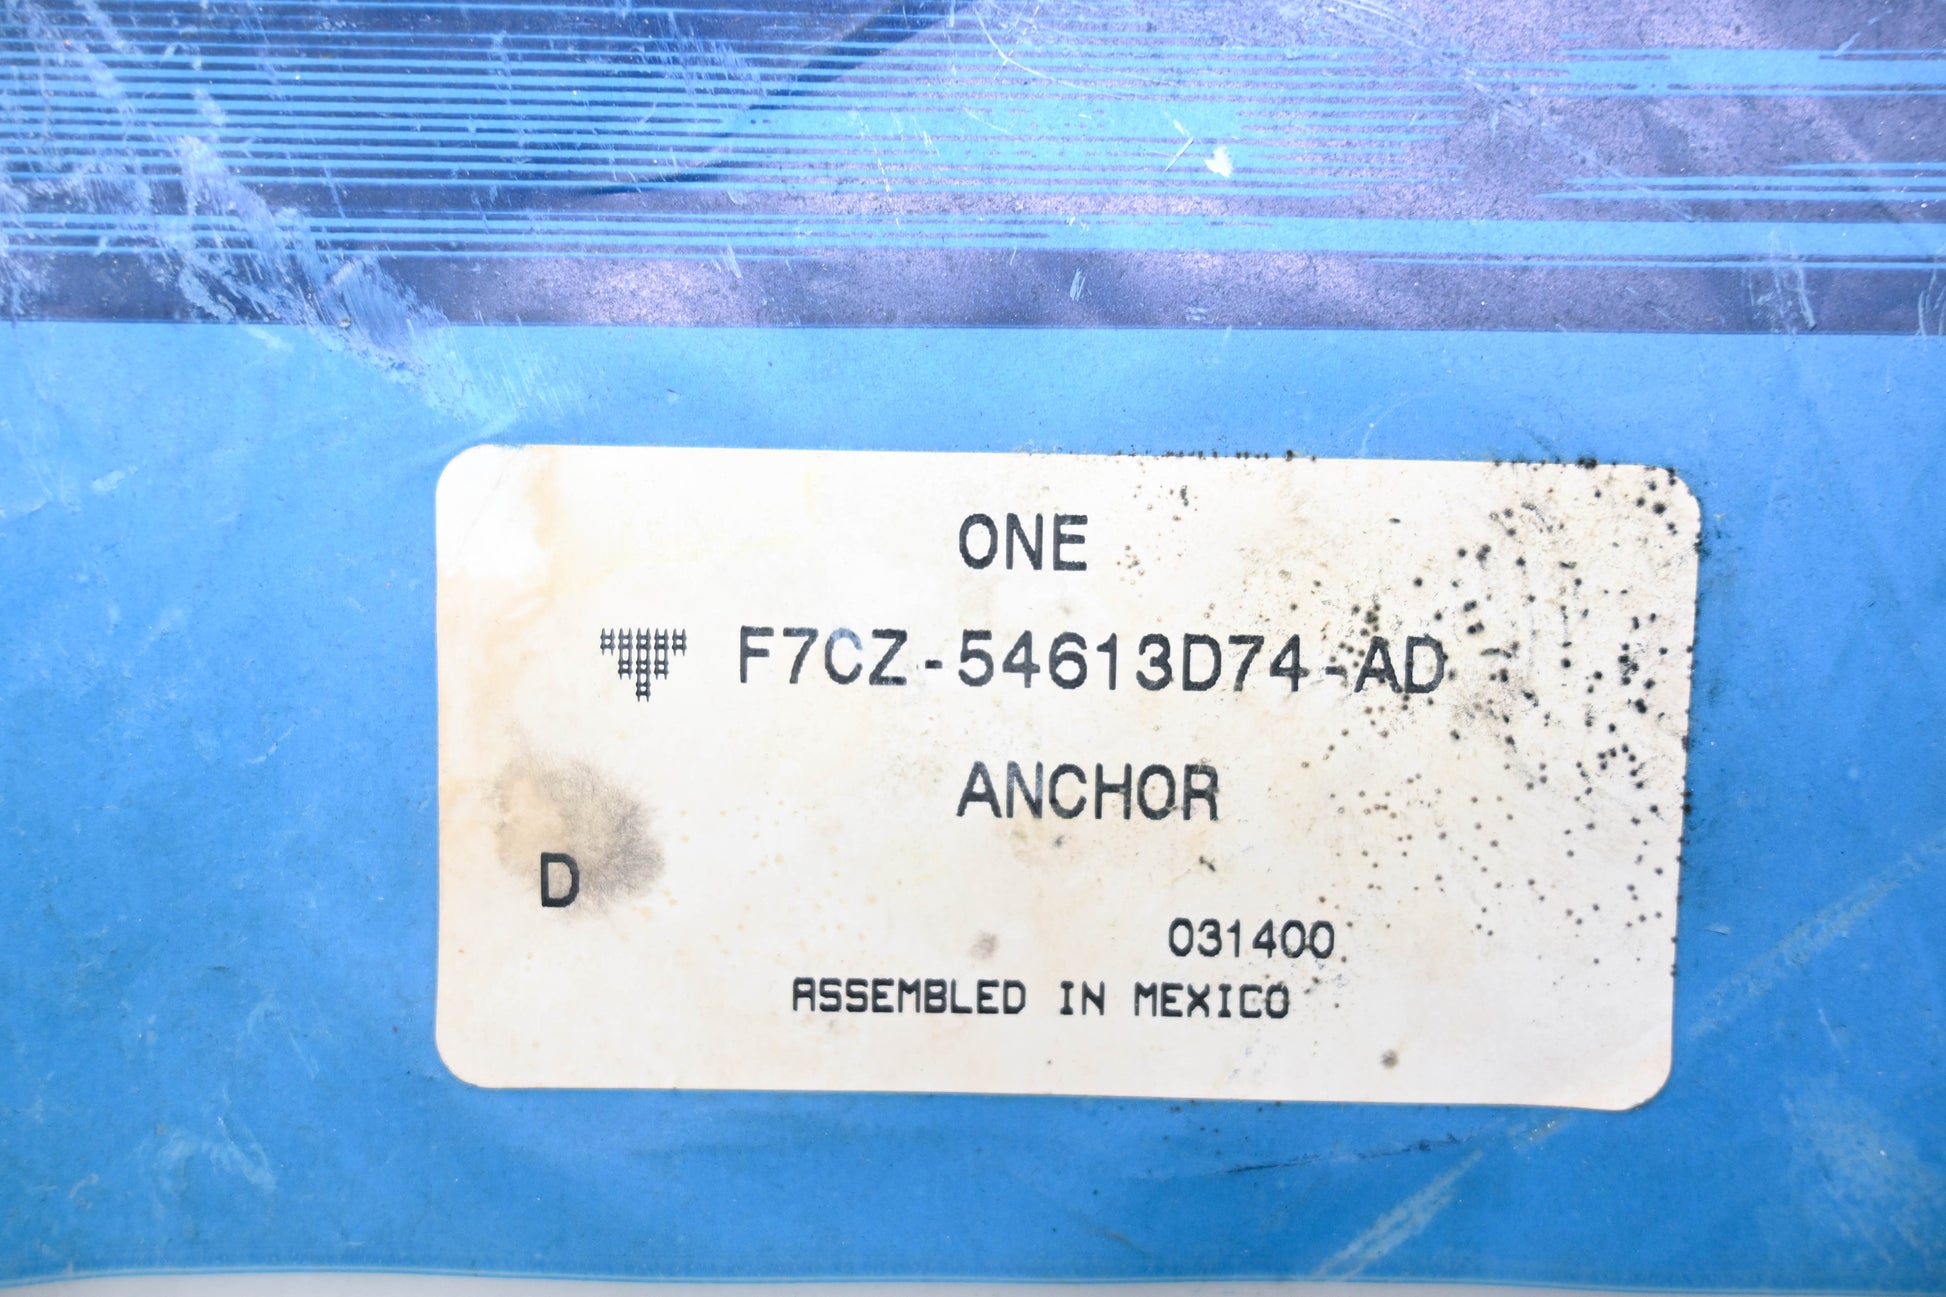 ONE
F7CZ-54613D74-AD
ANCHOR
D
031400
ASSEMBLED IN MEXICO